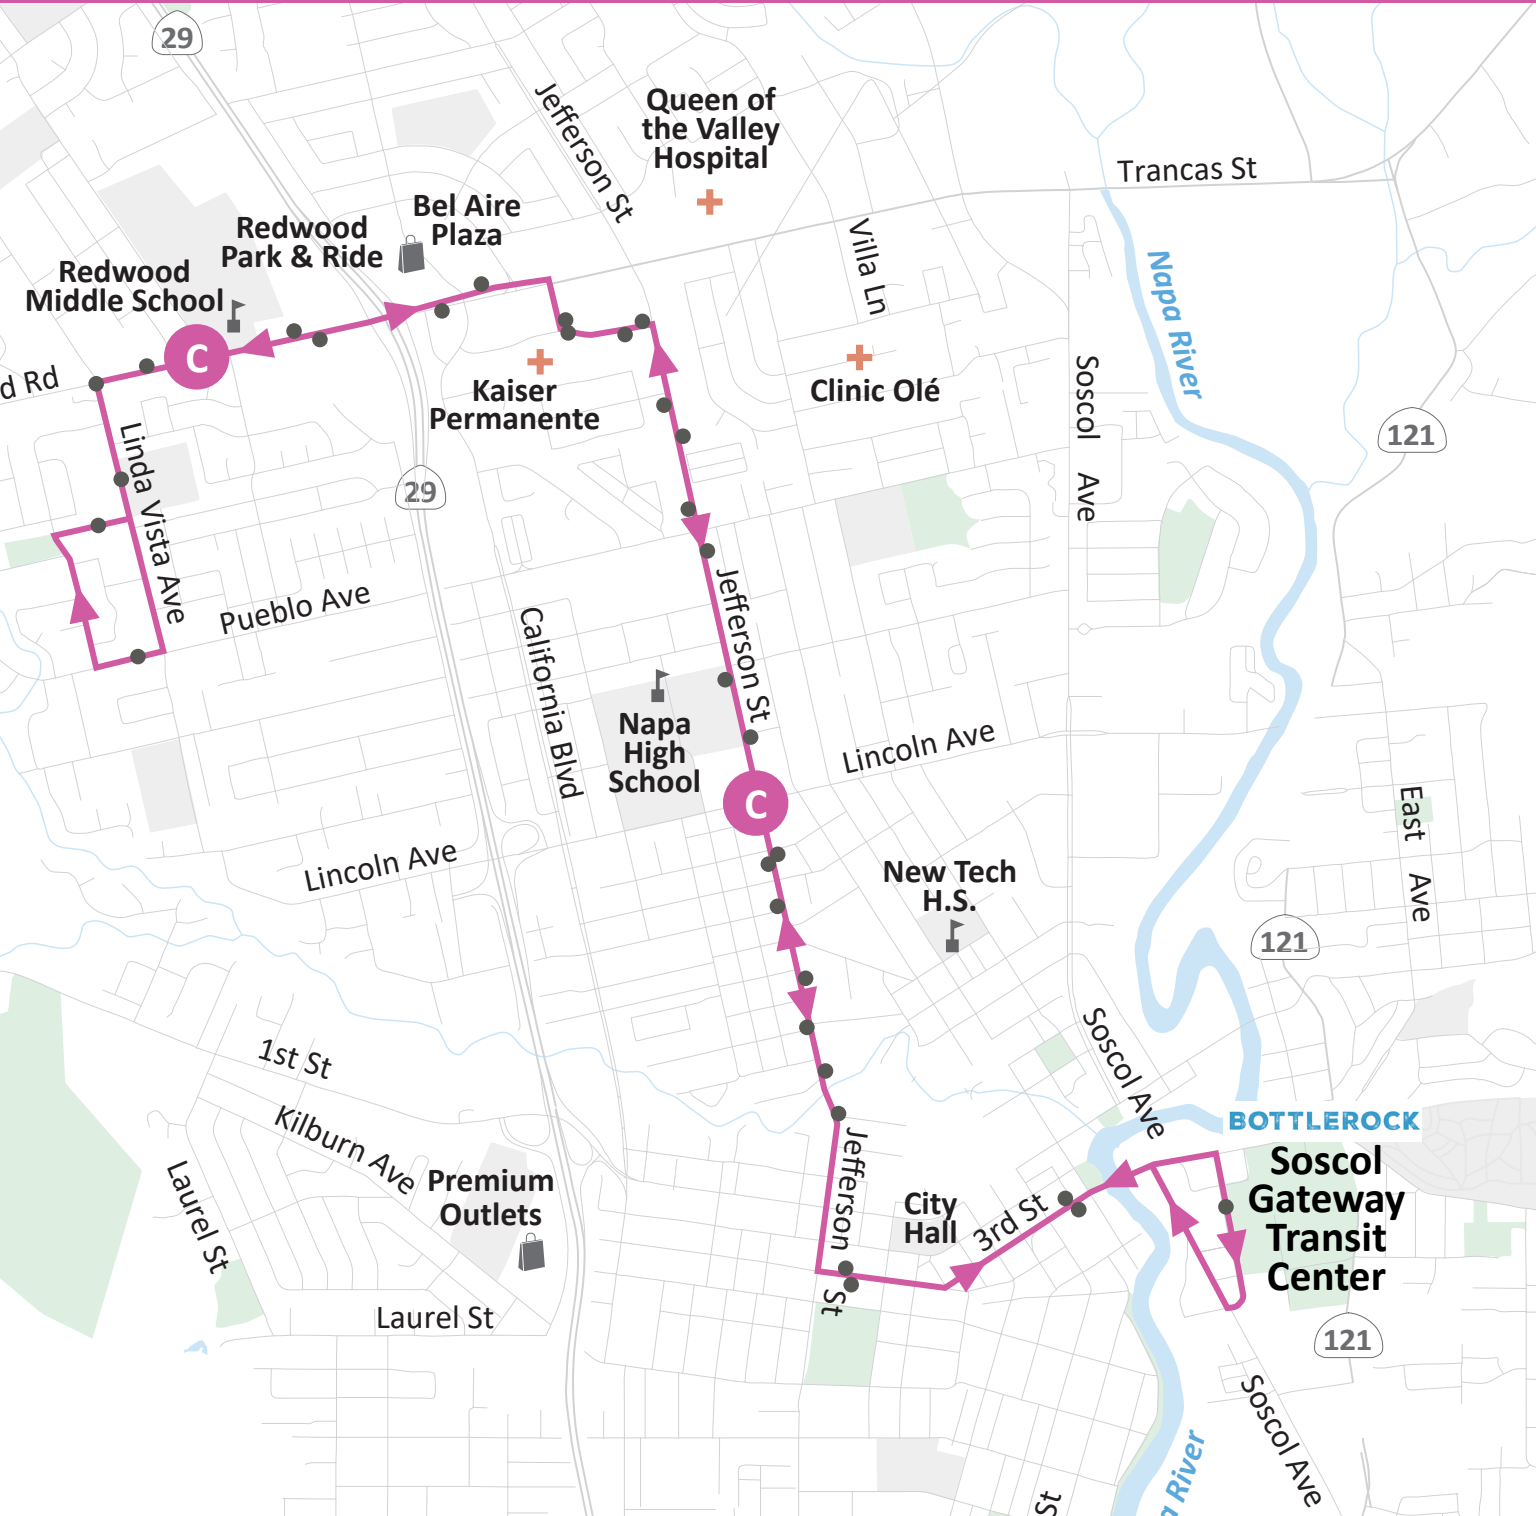 29
Jefferson St
Queen of
the Valley
Hospital
Trancas St
Redwood
Park & Ride
Bel Aire
Plaza
Villa Ln
Napa River
Redwood
Middle School
C
d Rd
Kaiser
Permanente
Clinic Olé
Soscol Ave
121
Linda Vista Ave
29
Pueblo Ave
California Blvd
Jefferson St
Napa
High
School
Lincoln Ave
C
East Ave
Lincoln Ave
New Tech
H.S.
121
1st St
Soscol Ave
Kilburn Ave
BOTTLEROCK
Soscol
Gateway
Transit
Center
Laurel St
Premium
Outlets
Jefferson St
City
Hall
3rd St
Laurel St
121
Soscol Ave
a River
St